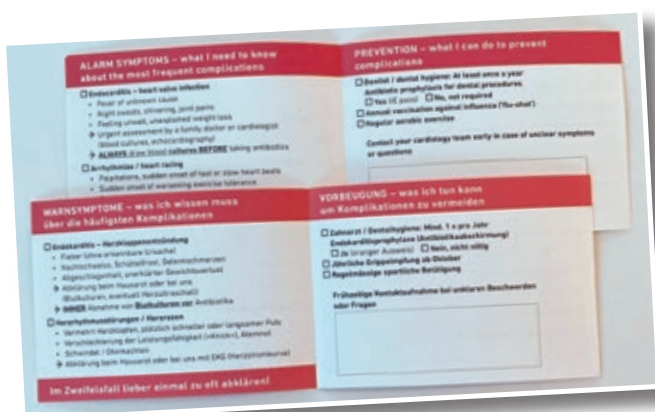 ALARM SYMPTOMS – what I need to know
about the most frequent complications
☐ Endocarditis – heart valve infection
• Fever of unknown cause
• Night sweats, shivering, joint pains
• Feeling unwell, unexplained weight loss
→ Urgent assessment by a family doctor or cardiologist
(blood cultures, echocardiography)
→ ALWAYS draw blood cultures BEFORE taking antibiotics
☐ Arrhythmias / heart racing
• Palpitations, sudden onset of fast or slow heart beats
• Sudden onset of worsening exercise tolerance
PREVENTION – what I can do to prevent
complications
☐ Dentist / dental hygiene: At least once a year
Antibiotic prophylaxis for dental procedures
☐ Yes (IE pass) ☐ No, not required
☐ Annual vaccination against influenza ('flu-shot')
☐ Regular aerobic exercise
Contact your cardiology team early in case of unclear symptoms
or questions
WARNSYMPTOME – was ich wissen muss
über die häufigsten Komplikationen
☐ Endokarditis – Herzklappenentzündung
• Fieber (ohne erkennbare Ursache)
• Nachtschweiss, Schüttelfrost, Gelenkschmerzen
• Abgeschlagenheit, unerklärter Gewichtsverlust
→ Abklärung beim Hausarzt oder bei uns
(Blutkulturen, eventuell Herzultraschall)
→ IMMER Abnahme von Blutkulturen vor Antibiotika
☐ Herzrhythmusstörungen / Herzrasen
• Vermehrt Herzklopfen, plötzlich schneller oder langsamer Puls
• Verschlechterung der Leistungsfähigkeit («Knick»), Atemnot
• Schwindel / Ohnmachten
→ Abklärung beim Hausarzt oder bei uns mit EKG (Herzstromkurve)
Im Zweifelsfall lieber einmal zu oft abklären!
VORBEUGUNG – was ich tun kann
um Komplikationen zu vermeiden
☐ Zahnarzt / Dentalhygiene: Mind. 1 x pro Jahr
Endokarditisprophylaxe (Antibiotikaabschirmung)
☐ Ja (oranger Ausweis) ☐ Nein, nicht nötig
☐ Jährliche Grippeimpfung ab Oktober
☐ Regelmässige sportliche Betätigung
Frühzeitige Kontaktaufnahme bei unklaren Beschwerden
oder Fragen